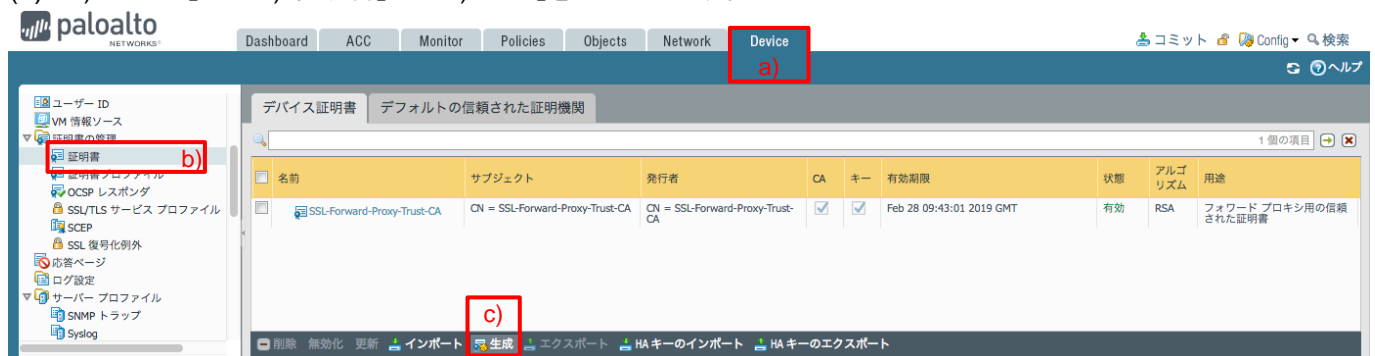 paloalto
NETWORKS®
Dashboard ACC Monitor Policies Objects Network Device
コミット Config 検索
a)
ヘルプ
ユーザー ID
VM 情報ソース
証明書の管理
証明書
b)
証明書プロファイル
OCSP レスポンダ
SSL/TLS サービス プロファイル
SCEP
SSL 復号化例外
応答ページ
ログ設定
サーバー プロファイル
SNMP トラップ
Syslog
デバイス証明書 デフォルトの信頼された証明機関
1 個の項目
名前 サブジェクト 発行者 CA キー 有効期限 状態 アルゴリズム 用途
SSL-Forward-Proxy-Trust-CA CN = SSL-Forward-Proxy-Trust-CA CN = SSL-Forward-Proxy-Trust-CA Feb 28 09:43:01 2019 GMT 有効 RSA フォワード プロキシ用の信頼された証明書
c)
削除 無効化 更新 インポート 生成 エクスポート HA キーのインポート HA キーのエクスポート